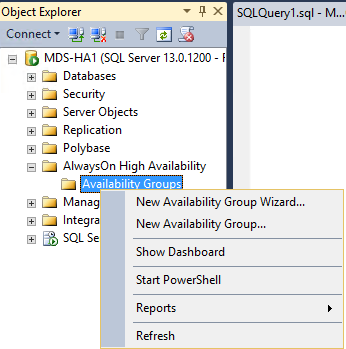 Object Explorer
SQLQuery1.sql - M...
Connect
MDS-HA1 (SQL Server 13.0.1200 -
Databases
Security
Server Objects
Replication
Polybase
AlwaysOn High Availability
Availability Groups
Manag
Integra
SQL Se
New Availability Group Wizard...
New Availability Group...
Show Dashboard
Start PowerShell
Reports
Refresh